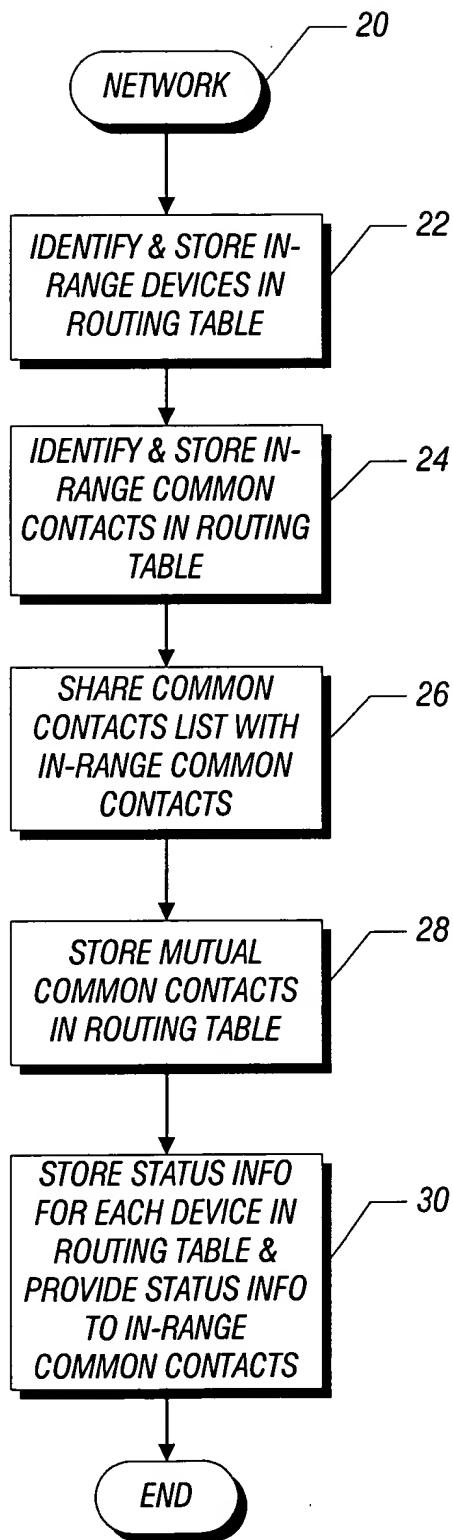 20
NETWORK
22
IDENTIFY & STORE IN-
RANGE DEVICES IN
ROUTING TABLE
24
IDENTIFY & STORE IN-
RANGE COMMON
CONTACTS IN ROUTING
TABLE
26
SHARE COMMON
CONTACTS LIST WITH
IN-RANGE COMMON
CONTACTS
28
STORE MUTUAL
COMMON CONTACTS
IN ROUTING TABLE
30
STORE STATUS INFO
FOR EACH DEVICE IN
ROUTING TABLE &
PROVIDE STATUS INFO
TO IN-RANGE
COMMON CONTACTS
END